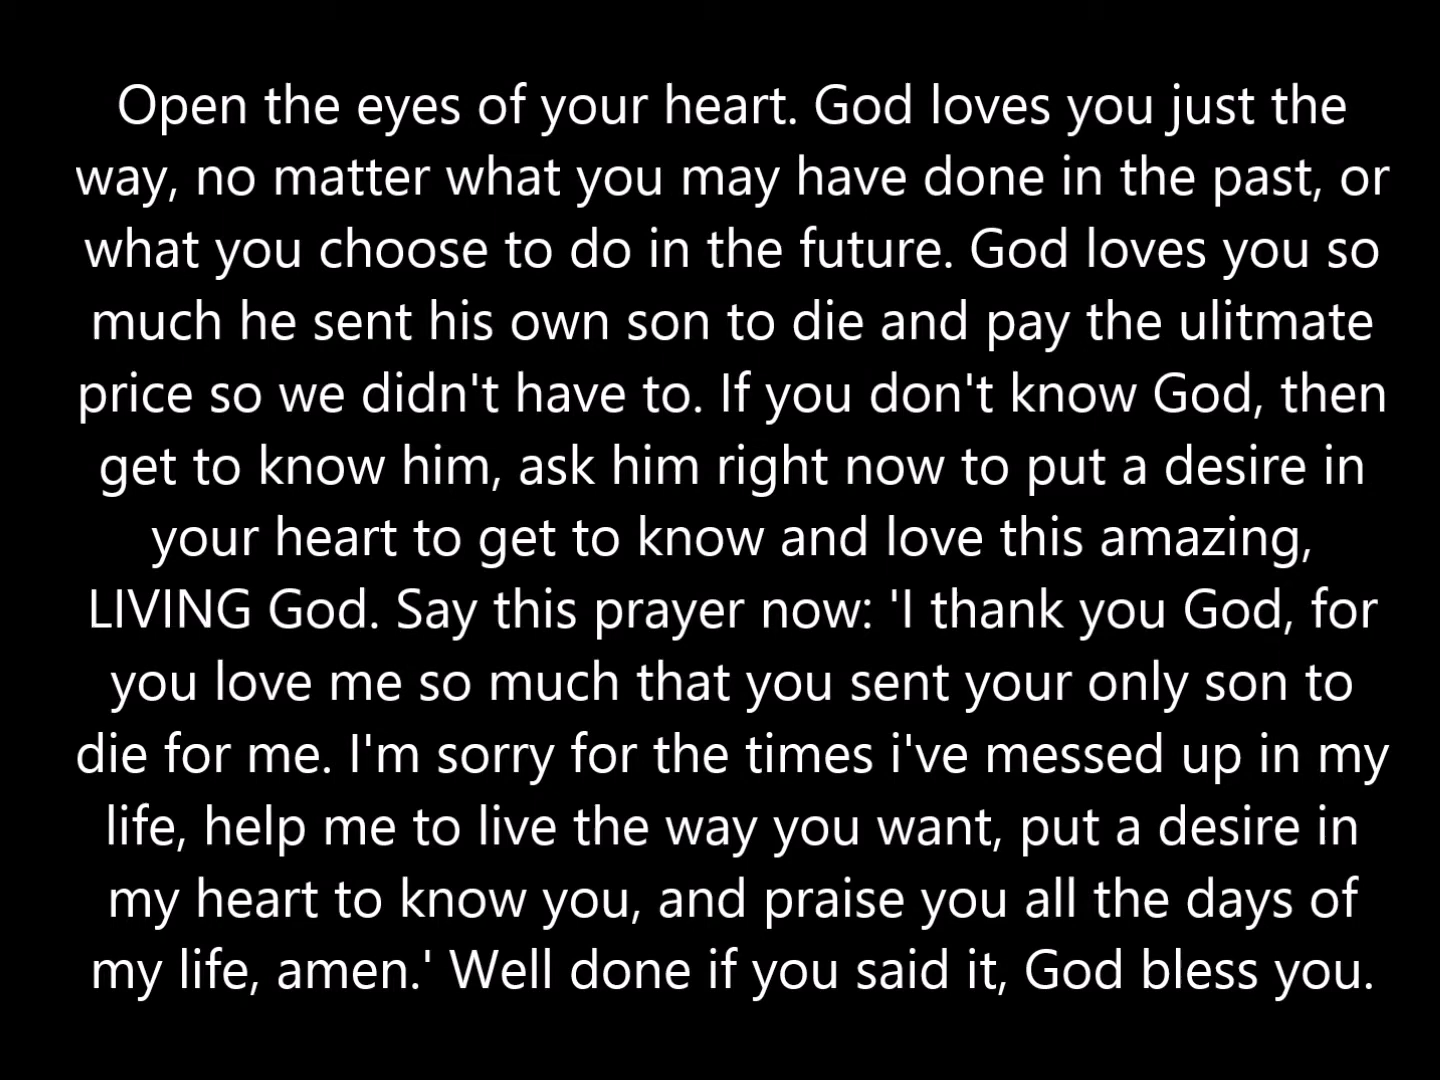 Open the eyes of your heart. God loves you just the
way, no matter what you may have done in the past, or
what you choose to do in the future. God loves you so
much he sent his own son to die and pay the ulitmate
price so we didn't have to. If you don't know God, then
get to know him, ask him right now to put a desire in
your heart to get to know and love this amazing,
LIVING God. Say this prayer now: 'I thank you God, for
you love me so much that you sent your only son to
die for me. I'm sorry for the times i've messed up in my
life, help me to live the way you want, put a desire in
my heart to know you, and praise you all the days of
my life, amen.' Well done if you said it, God bless you.